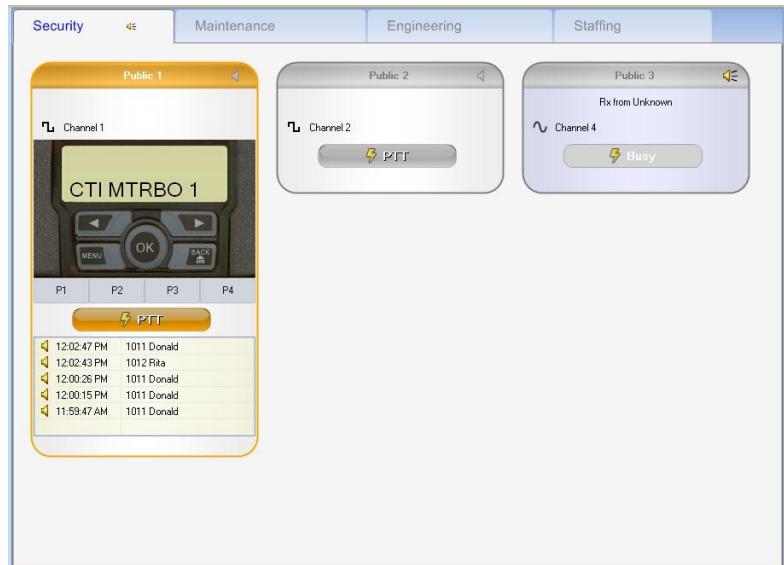 Security Maintenance Engineering Staffing
Public 1
Channel 1
CTI MTRBO 1
MENU OK BACK
P1 P2 P3 P4
PTT
12:02:47 PM 1011 Donald
12:02:43 PM 1012 Rita
12:00:26 PM 1011 Donald
12:00:15 PM 1011 Donald
11:59:47 AM 1011 Donald
Public 2
Channel 2
PTT
Public 3
Rx from Unknown
Channel 4
Busy